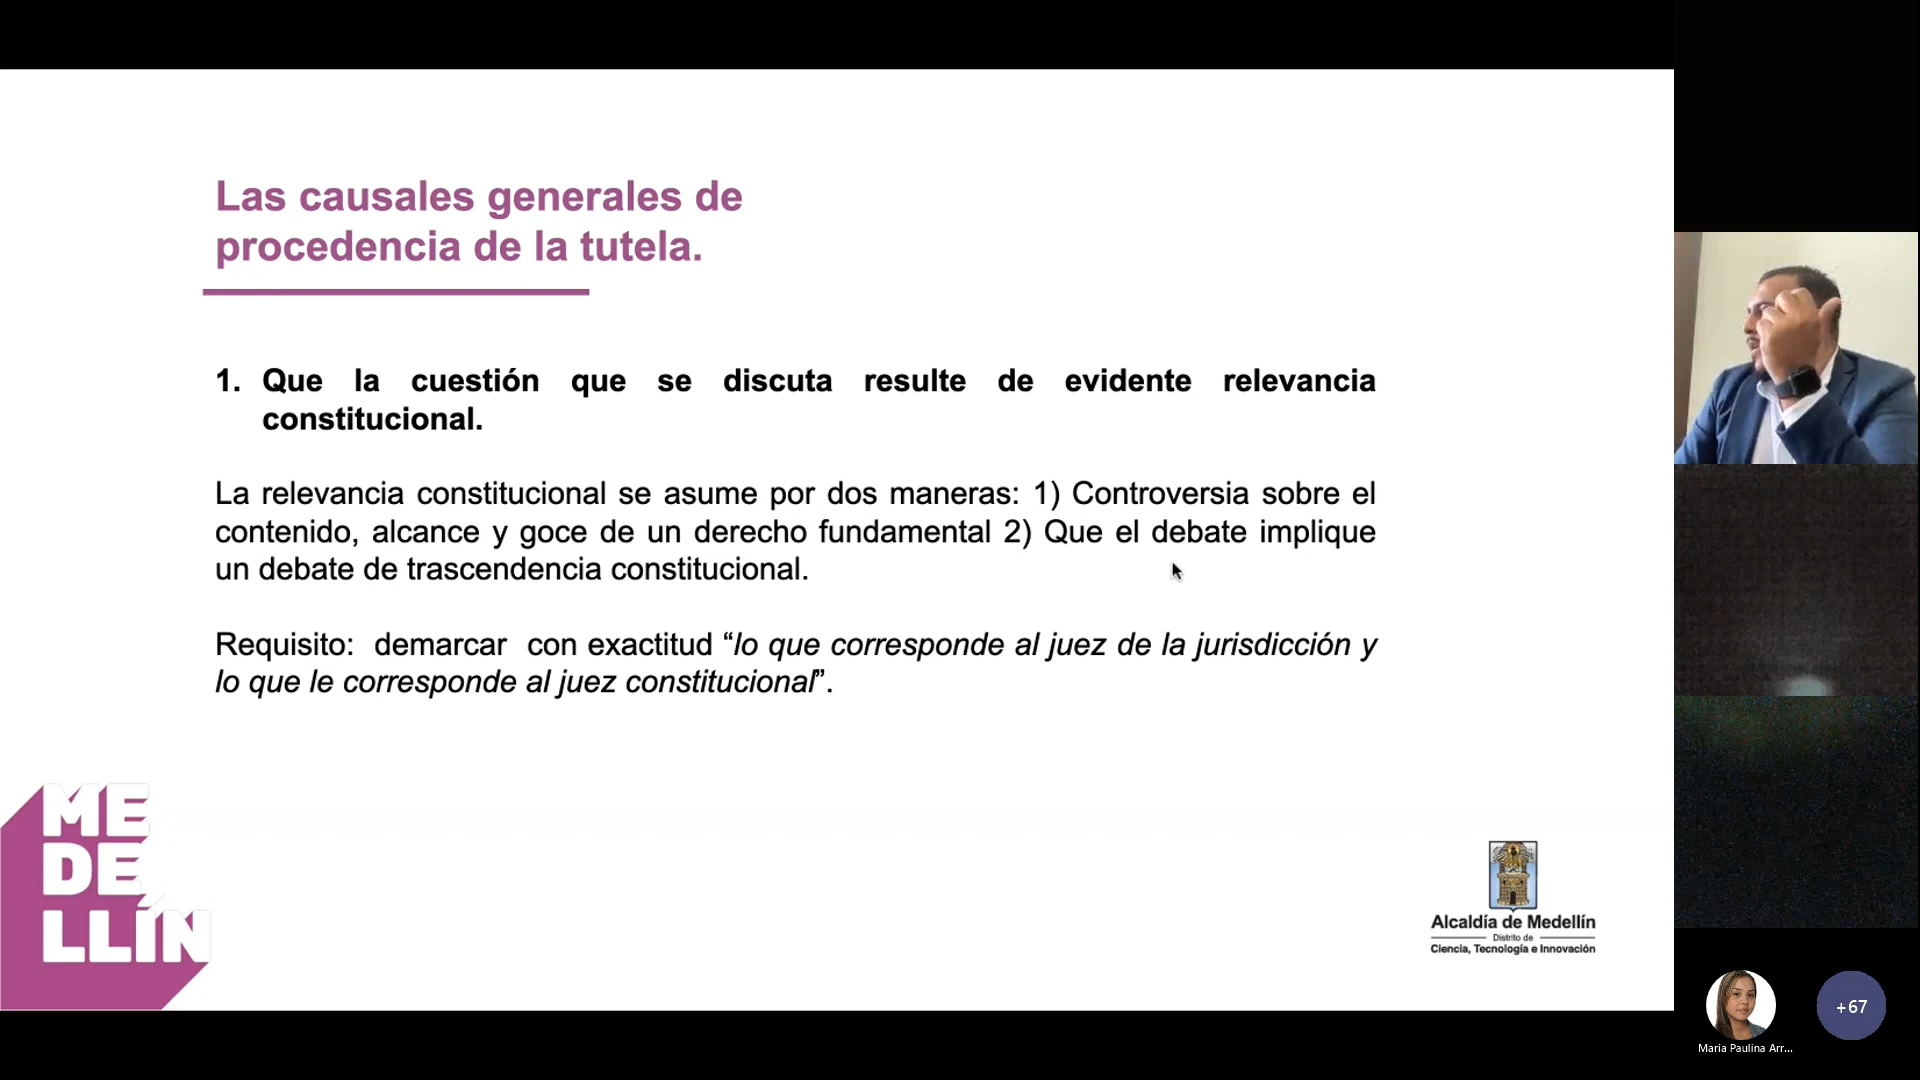 Las causales generales de
procedencia de la tutela.
1. Que la cuestión que se discuta resulte de evidente relevancia
constitucional.
La relevancia constitucional se asume por dos maneras: 1) Controversia sobre el
contenido, alcance y goce de un derecho fundamental 2) Que el debate implique
un debate de trascendencia constitucional.
Requisito: demarcar con exactitud “lo que corresponde al juez de la jurisdicción y
lo que le corresponde al juez constitucional”.
ME
DE
LLÍN
Alcaldía de Medellín
Distrito de
Ciencia, Tecnología e Innovación
+67
Maria Paulina Arr...